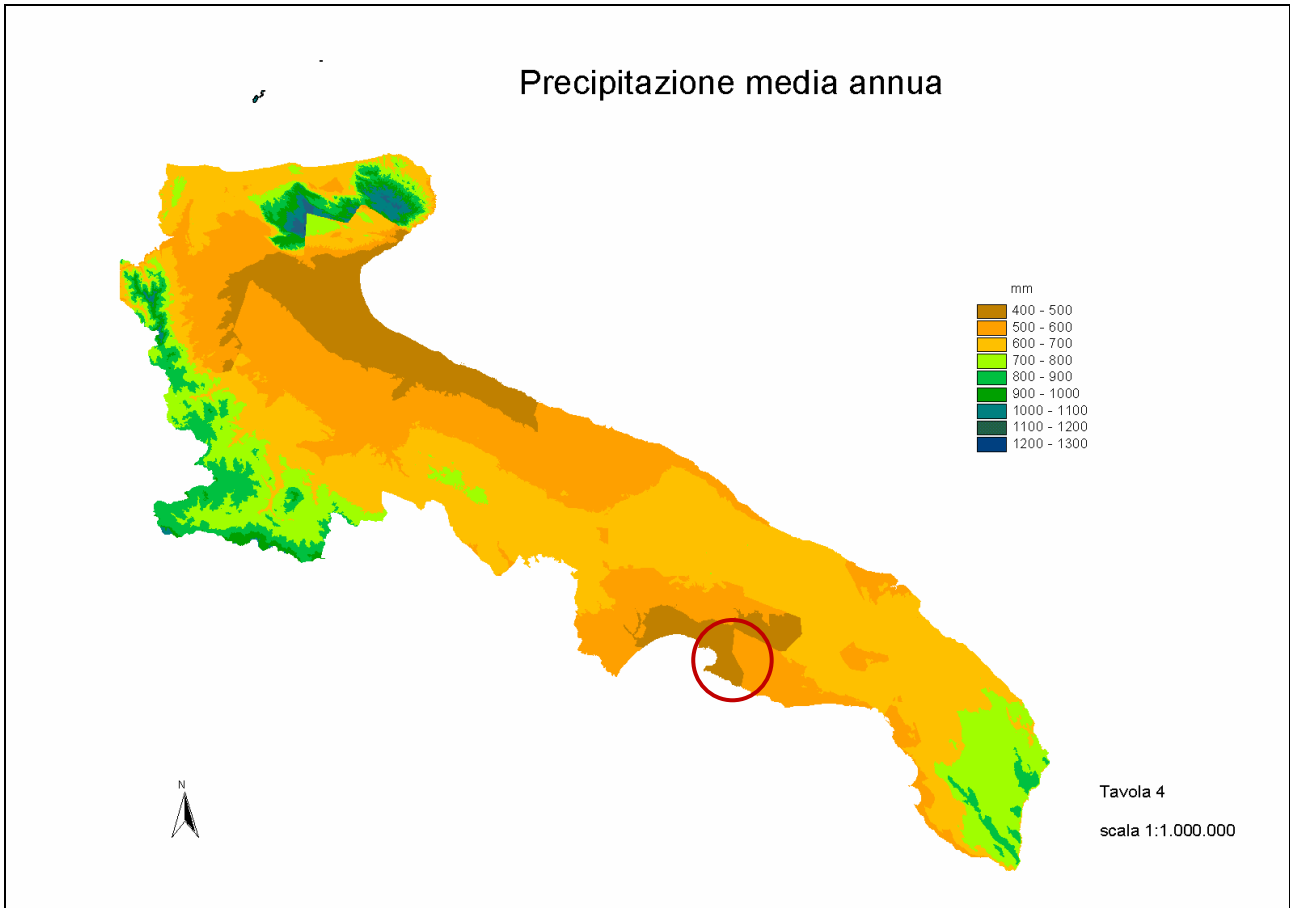 Precipitazione media annua
mm
400 - 500
500 - 600
600 - 700
700 - 800
800 - 900
900 - 1000
1000 - 1100
1100 - 1200
1200 - 1300
N
Tavola 4
scala 1:1.000.000